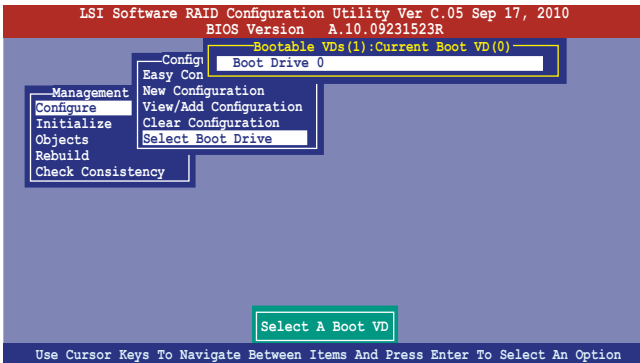 LSI Software RAID Configuration Utility Ver C.05 Sep 17, 2010
BIOS Version A.10.09231523R
Bootable VDs(1):Current Boot VD(0)
Boot Drive 0
Config
Easy Con
New Configuration
View/Add Configuration
Clear Configuration
Select Boot Drive
Management
Configure
Initialize
Objects
Rebuild
Check Consistency
Select A Boot VD
Use Cursor Keys To Navigate Between Items And Press Enter To Select An Option